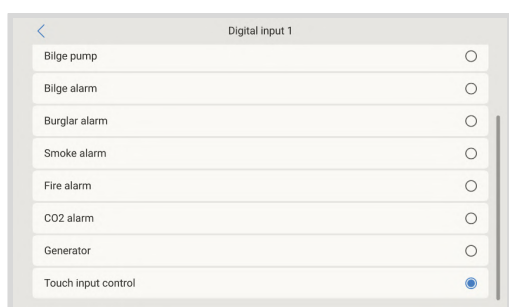 Digital input 1
Bilge pump
Bilge alarm
Burglar alarm
Smoke alarm
Fire alarm
CO2 alarm
Generator
Touch input control